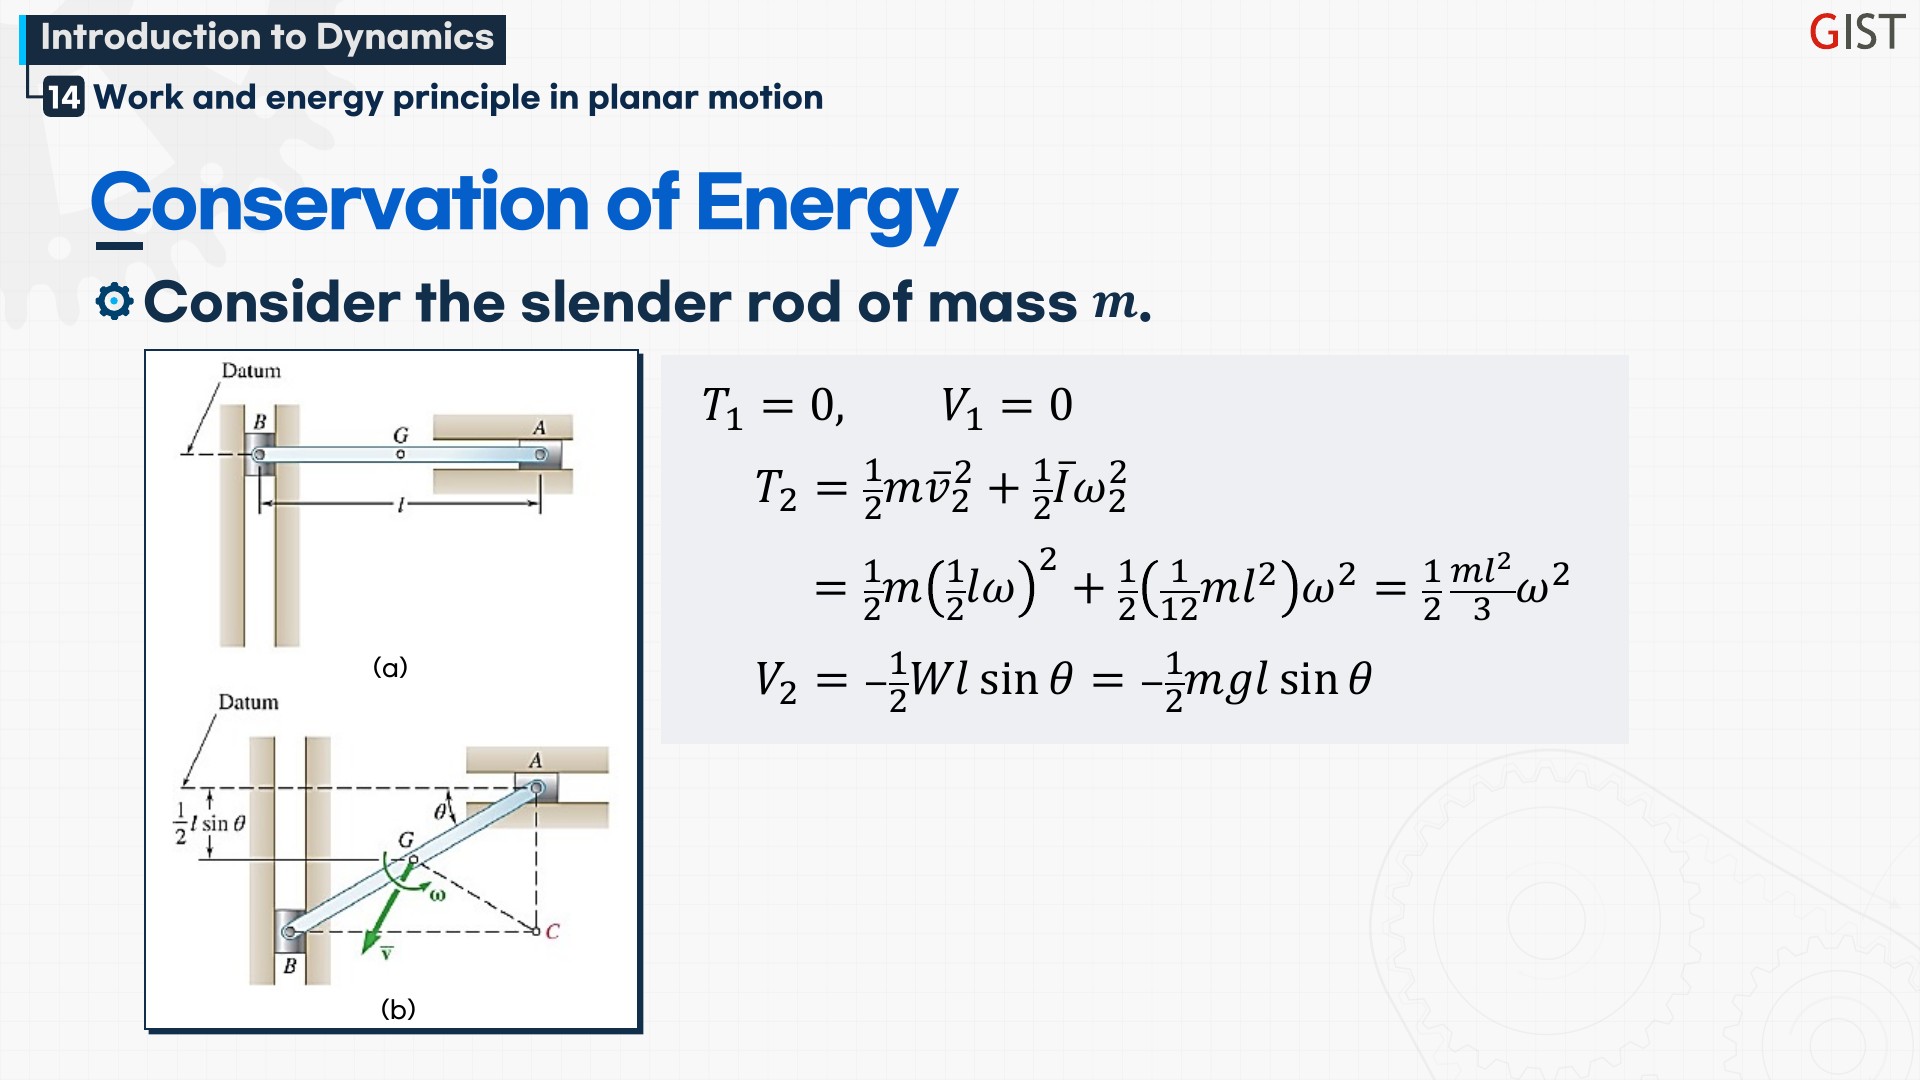 Introduction to Dynamics
GIST
14 Work and energy principle in planar motion
Conservation of Energy
Consider the slender rod of mass m.
Datum
B
G
A
l
(a)
Datum
A
1/2 l sin θ
θ
G
ω
C
v̄
B
(b)
T₁ = 0, V₁ = 0
T₂ = 1/2 m v̄₂² + 1/2 Ī ω₂²
= 1/2 m(1/2 lω)² + 1/2(1/12 ml²)ω² = 1/2 ml²/3 ω²
V₂ = –1/2 Wl sin θ = –1/2 mgl sin θ